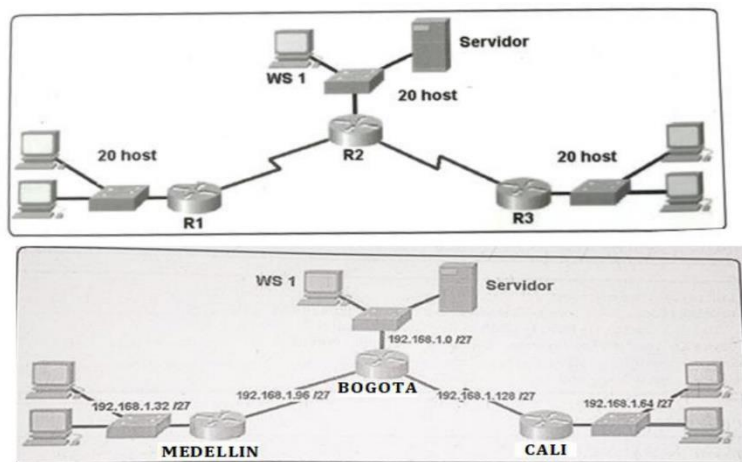 Servidor
WS 1
20 host
R2
20 host
20 host
R1
R3
WS 1
Servidor
192.168.1.0 /27
BOGOTA
192.168.1.32 /27
192.168.1.96 /27
192.168.1.128 /27
192.168.1.64 /27
MEDELLIN
CALI